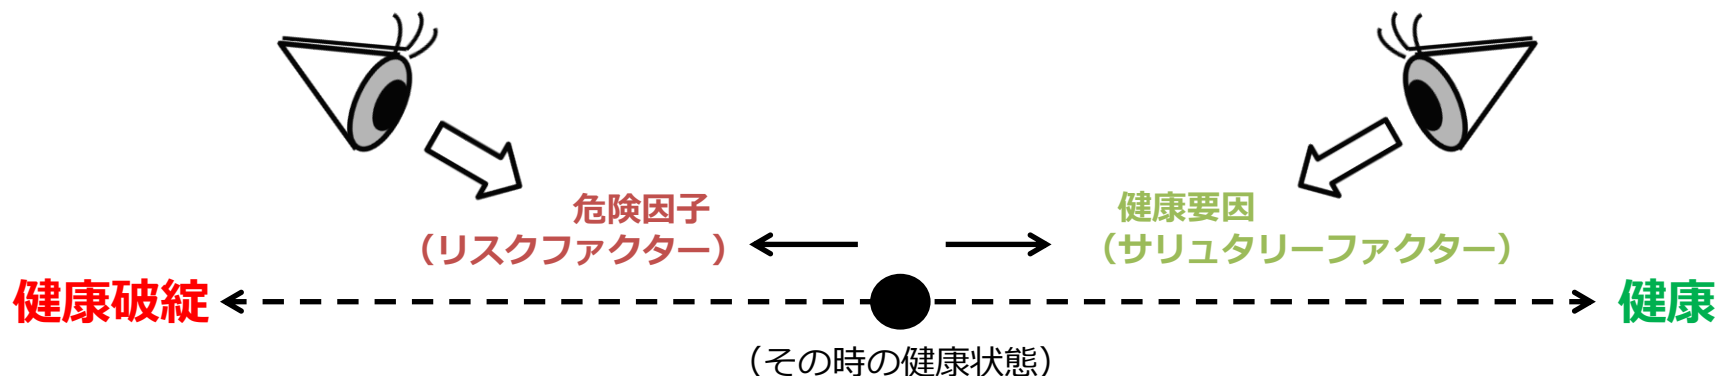 危険因子
（リスクファクター）
健康要因
（サリュタリーファクター）
健康破綻
健康
（その時の健康状態）